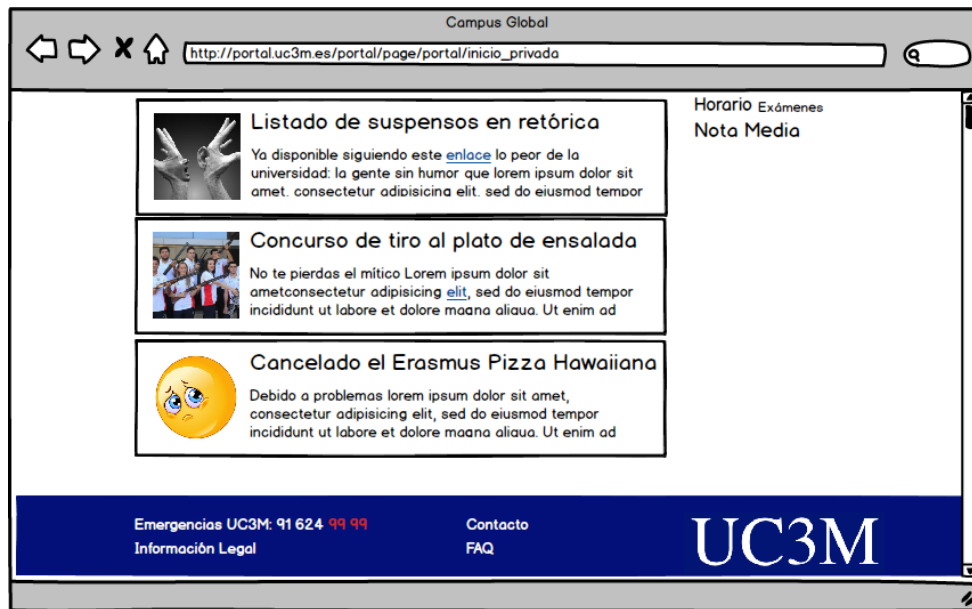 Campus Global
http://portal.uc3m.es/portal/page/portal/inicio_privada
Listado de suspensos en retórica
Ya disponible siguiendo este enlace lo peor de la
universidad: la gente sin humor que lorem ipsum dolor sit
amet, consectetur adipisicing elit, sed do eiusmod tempor
Horario Exámenes
Nota Media
Concurso de tiro al plato de ensalada
No te pierdas el mítico Lorem ipsum dolor sit
ametconsectetur adipisicing elit, sed do eiusmod tempor
incididunt ut labore et dolore magna aliqua. Ut enim ad
Cancelado el Erasmus Pizza Hawaiiana
Debido a problemas lorem ipsum dolor sit amet,
consectetur adipisicing elit, sed do eiusmod tempor
incididunt ut labore et dolore magna aliqua. Ut enim ad
Emergencias UC3M: 91 624 99 99
Información Legal
Contacto
FAQ
UC3M